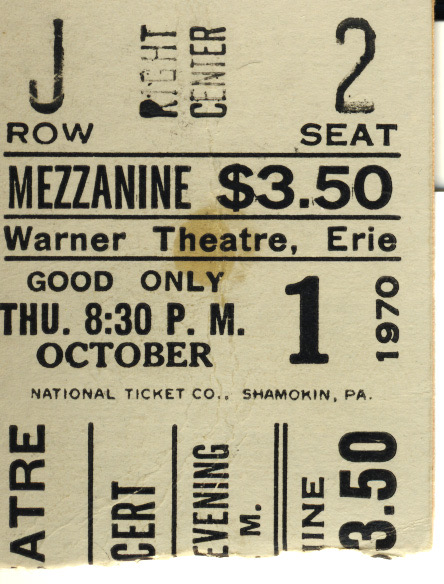 J RIGHT CENTER 2
ROW SEAT
MEZZANINE $3.50
Warner Theatre, Erie
GOOD ONLY
THU. 8:30 P. M.
OCTOBER 1 1970
NATIONAL TICKET CO., SHAMOKIN, PA.
ATRE
CERT
EVENING
M.
INE
3.50